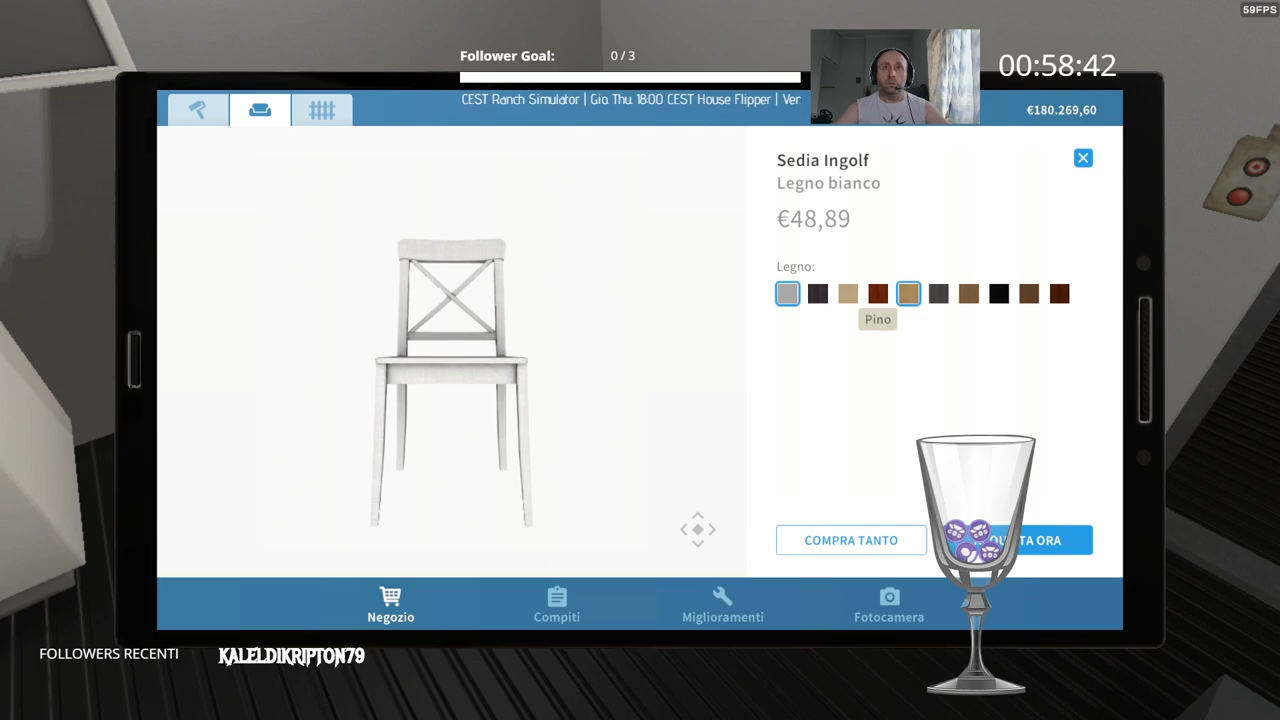 59FPS
Follower Goal:
0 / 3
00:58:42
CEST Ranch Simulator | Gio. Thu. 18:00 CEST House Flipper | Ver
€180.269,60
Sedia Ingolf
Legno bianco
€48,89
Legno:
Pino
COMPRA TANTO
TA ORA
Negozio
Compiti
Miglioramenti
Fotocamera
FOLLOWERS RECENTI
KALELDIKRIPTON79